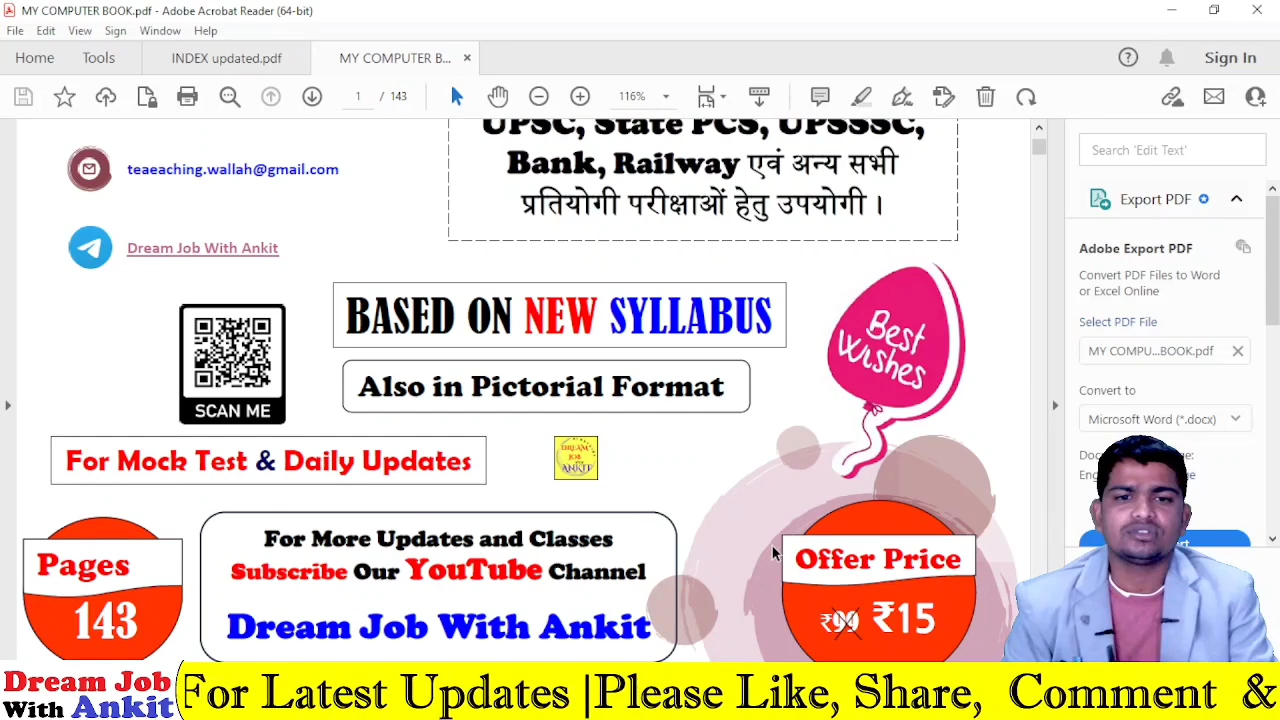 MY COMPUTER BOOK.pdf - Adobe Acrobat Reader (64-bit)
File Edit View Sign Window Help
Home Tools INDEX updated.pdf MY COMPUTER B... × Sign In
1 / 143 116%
UPSC, State PCS, UPSSSC,
Bank, Railway एवं अन्य सभी
प्रतियोगी परीक्षाओं हेतु उपयोगी ।
teaeaching.wallah@gmail.com
Dream Job With Ankit
SCAN ME
BASED ON NEW SYLLABUS
Also in Pictorial Format
Best
Wishes
For Mock Test & Daily Updates
DREAM
JOB
ANKIT
Pages
143
For More Updates and Classes
Subscribe Our YouTube Channel
Dream Job With Ankit
Offer Price
₹99 ₹15
Search 'Edit Text'
Export PDF
Adobe Export PDF
Convert PDF Files to Word
or Excel Online
Select PDF File
MY COMPU...BOOK.pdf
Convert to
Microsoft Word (*.docx)
Dream Job
With Ankit
For Latest Updates |Please Like, Share, Comment &